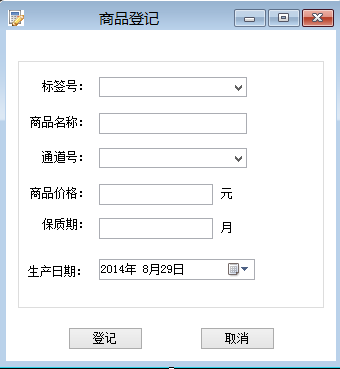 商品登记
标签号：
商品名称：
通道号：
商品价格： 元
保质期： 月
生产日期： 2014年 8月29日
登记 取消